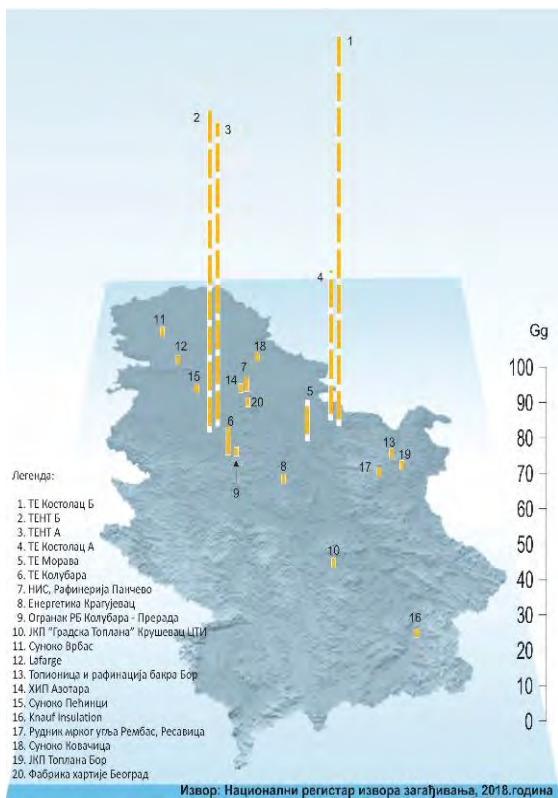 1
2
3
4
Gg
11
12
18
7
14
15
20
5
6
9
8
13
19
17
10
16
100
90
80
70
60
50
40
30
20
10
0
Легенда:
1. ТЕ Костолац Б
2. ТЕНТ Б
3. ТЕНТ А
4. ТЕ Костолац А
5. ТЕ Морава
6. ТЕ Колубара
7. НИС, Рафинерија Панчево
8. Енергетика Крагујевац
9. Огранак РБ Колубара - Прерада
10. ЈКП "Градска Топлана" Крушевац ЦТИ
11. Суноко Врбас
12. Lafarge
13. Топионица и рафинација бакра Бор
14. ХИП Азотара
15. Суноко Пећинци
16. Knauf Insulation
17. Рудник мрког угља Рембас, Ресавица
18. Суноко Ковачица
19. ЈКП Топлана Бор
20. Фабрика хартије Београд
Извор: Национални регистар извора загађивања, 2018.година